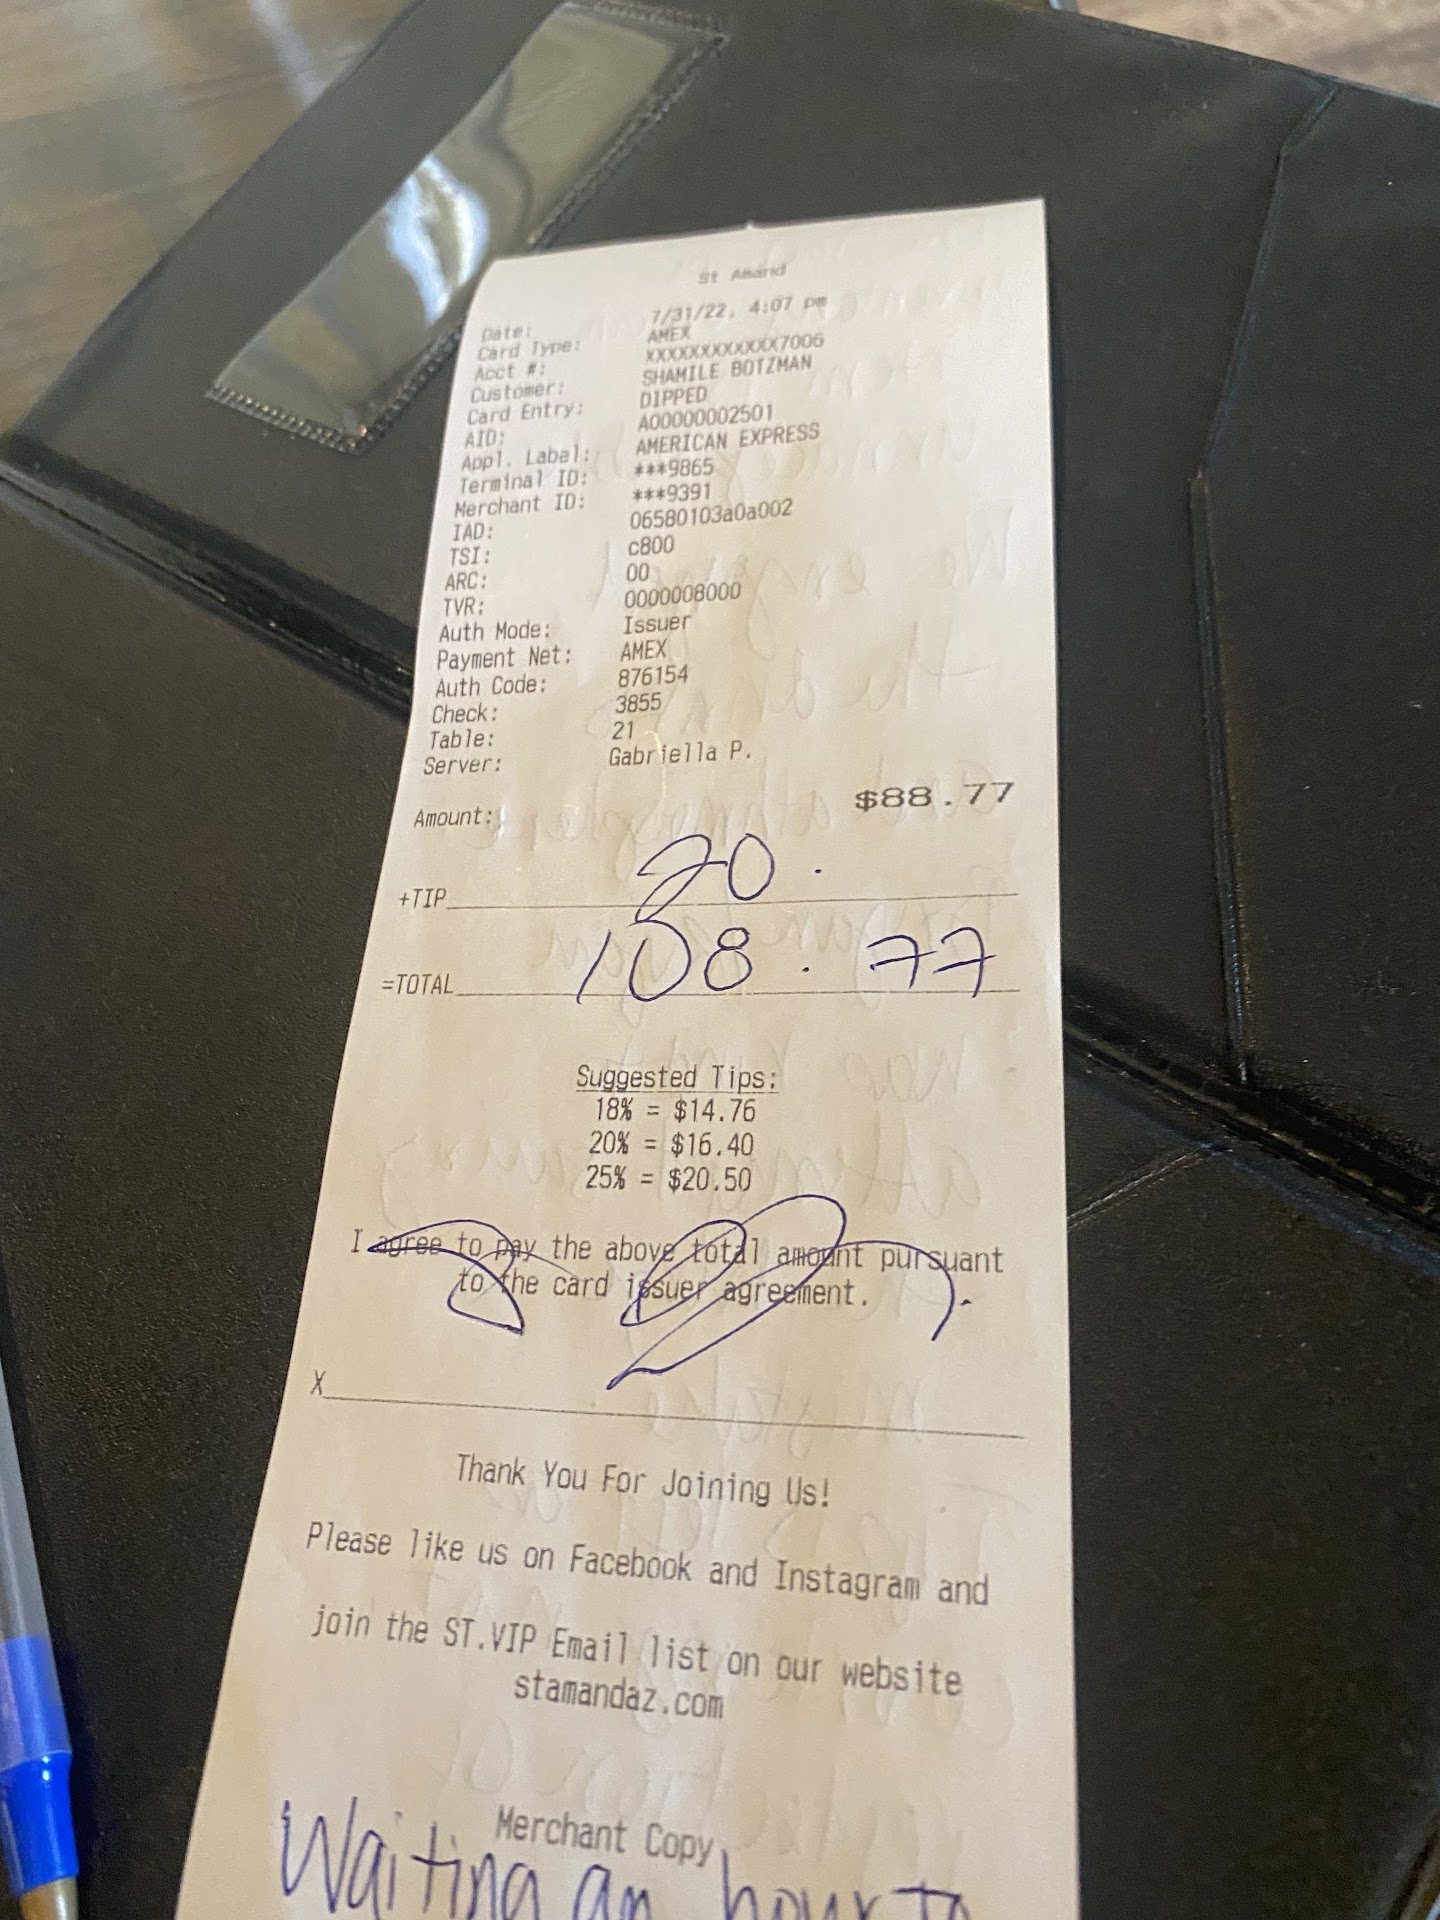 St Amand
Date: 7/31/22, 4:07 pm
Card Type: AMEX
Acct #: XXXXXXXXXXXX7006
Customer: SHAMILE BOTZMAN
Card Entry: DIPPED
AID: A00000002501
Appl. Label: AMERICAN EXPRESS
Terminal ID: ***9865
Merchant ID: ***9391
IAD: 06580103a0a002
TSI: c800
ARC: 00
TVR: 0000008000
Auth Mode: Issuer
Payment Net: AMEX
Auth Code: 876154
Check: 3855
Table: 21
Server: Gabriella P.
Amount: $88.77
+TIP 20.
=TOTAL 108.77
Suggested Tips:
18% = $14.76
20% = $16.40
25% = $20.50
I agree to pay the above total amount pursuant
to the card issuer agreement.
X
Thank You For Joining Us!
Please like us on Facebook and Instagram and
join the ST.VIP Email list on our website
stamandaz.com
Merchant Copy
Waiting an hour to